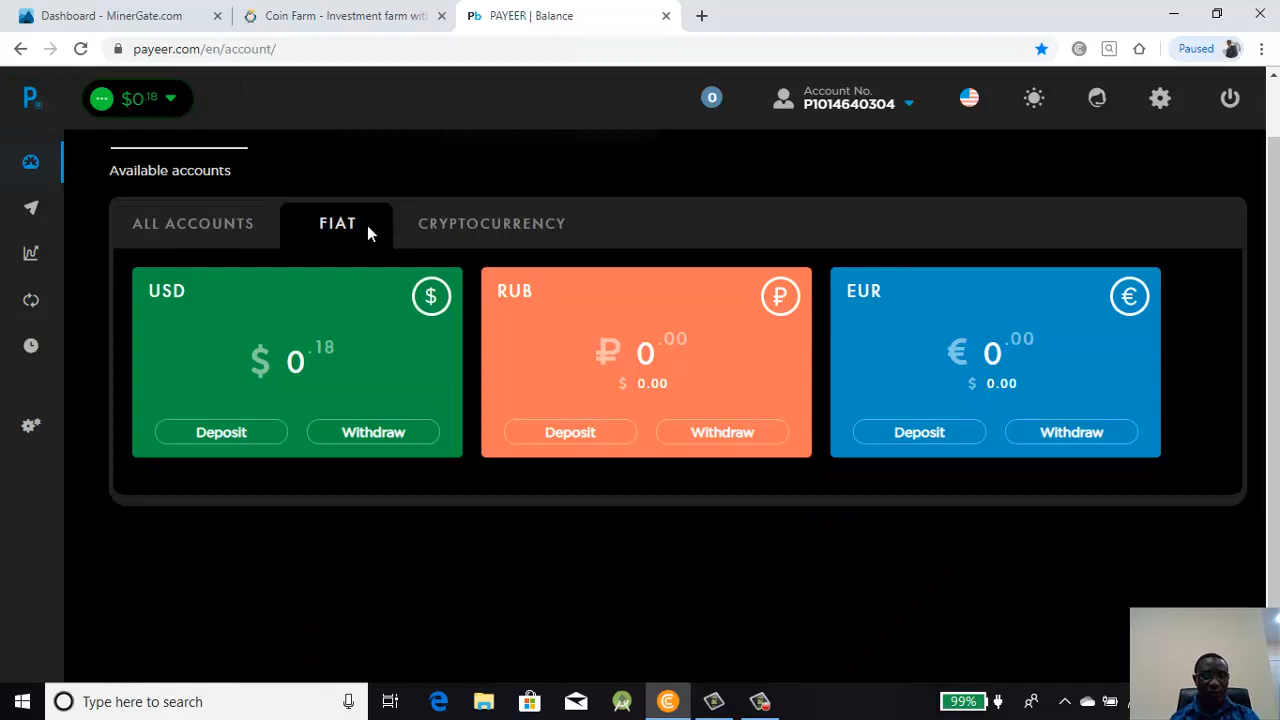 Dashboard - MinerGate.com
Coin Farm - Investment farm with
PAYEER | Balance
payeer.com/en/account/
Paused
$0.18
0
Account No.
P1014640304
Available accounts
ALL ACCOUNTS
FIAT
CRYPTOCURRENCY
USD
$
$ 0.18
Deposit
Withdraw
RUB
₽
₽ 0.00
$ 0.00
Deposit
Withdraw
EUR
€
€ 0.00
$ 0.00
Deposit
Withdraw
Type here to search
99%